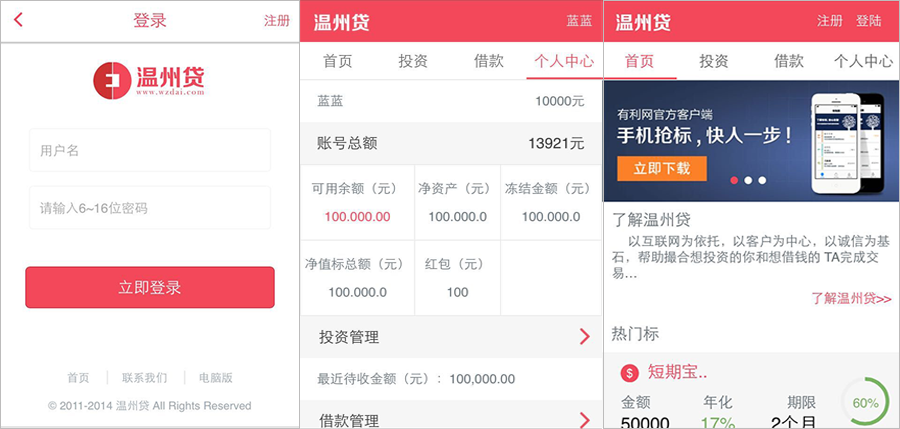 登录
注册
温州贷
www.wzdai.com
用户名
请输入6~16位密码
立即登录
首页
联系我们
电脑版
© 2011-2014 温州贷 All Rights Reserved
温州贷
蓝蓝
首页 投资 借款 个人中心
蓝蓝 10000元
账号总额 13921元
可用余额（元） 净资产（元） 冻结金额（元）
100.000.00 100.000.0 100.000.0
净值标总额（元） 红包（元）
100.000.0 100
投资管理
最近待收金额（元）：100,000.00
借款管理
温州贷
注册 登陆
首页 投资 借款 个人中心
有利网官方客户端
手机抢标，快人一步！
立即下载
了解温州贷
以互联网为依托，以客户为中心，以诚信为基
石，帮助撮合想投资的你和想借钱的 TA完成交
易...
了解温州贷>>
热门标
$ 短期宝..
金额 年化 期限
50000 17% 2个月
60%